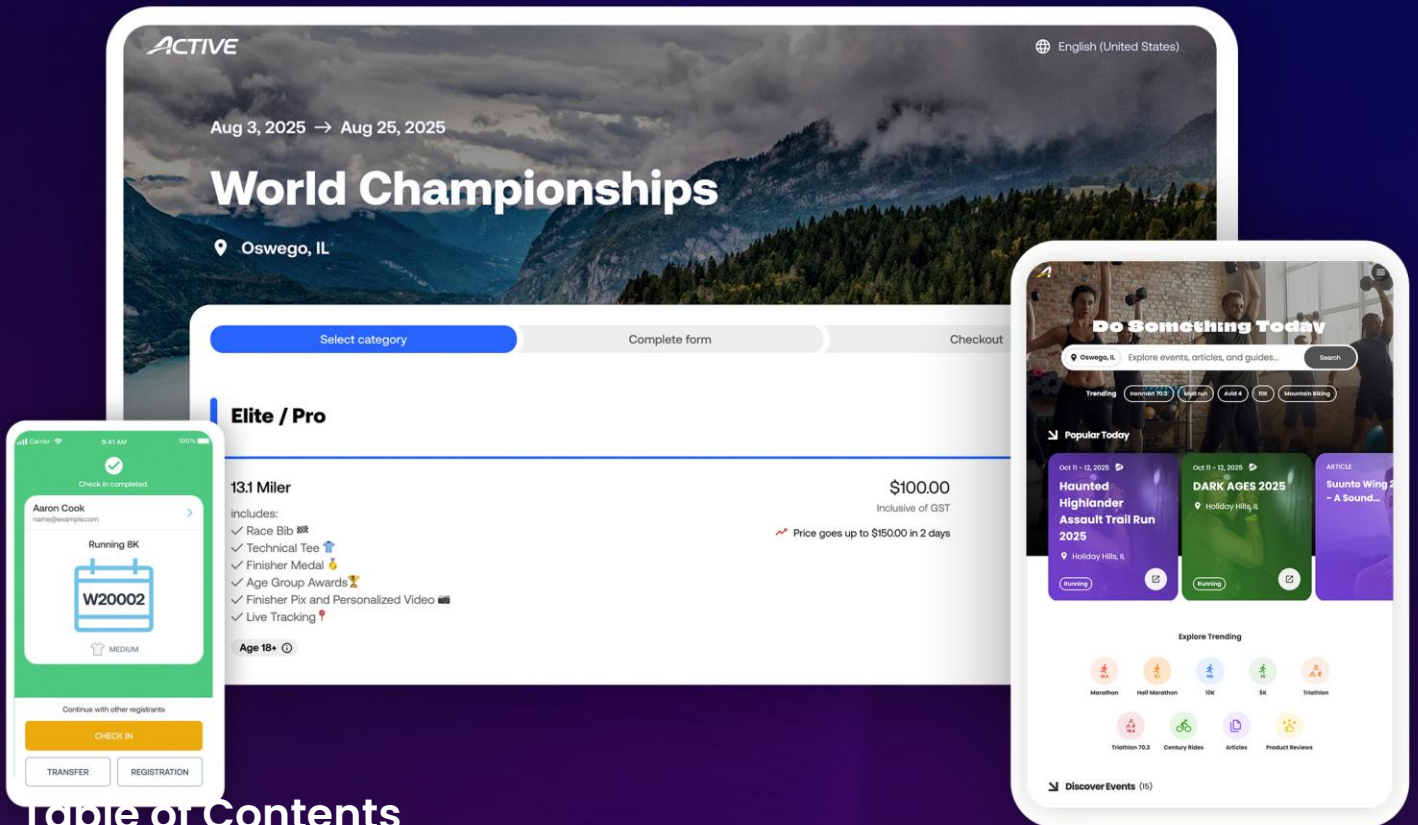 ACTIVE
English (United States)
Aug 3, 2025 → Aug 25, 2025
World Championships
Oswego, IL
Select category
Complete form
Checkout
Elite / Pro
13.1 Miler
includes:
✓ Race Bib 🏁
✓ Technical Tee 👕
✓ Finisher Medal 🏅
✓ Age Group Awards🏆
✓ Finisher Pix and Personalized Video 📷
✓ Live Tracking📍
Age 18+
$100.00
Inclusive of GST
Price goes up to $150.00 in 2 days
Carrier
9:41 AM
100%
Check in completed.
Aaron Cook
name@example.com
Running 8K
W20002
MEDIUM
Continue with other registrants
CHECK IN
TRANSFER
REGISTRATION
Do Something Today
Oswego, IL
Explore events, articles, and guides...
Search
Trending
Ironman 70.3
Mud run
Avid 4
10K
Mountain Biking
Popular Today
Oct 11 - 12, 2025
Haunted
Highlander
Assault Trail Run
2025
Holiday Hills, IL
Running
Oct 11 - 12, 2025
DARK AGES 2025
Holiday Hills, IL
Running
ARTICLE
Suunto Wing 2
- A Sound...
Explore Trending
Marathon
Half Marathon
10K
5K
Triathlon
Triathlon 70.3
Century Rides
Articles
Product Reviews
Discover Events (15)
Table of Contents